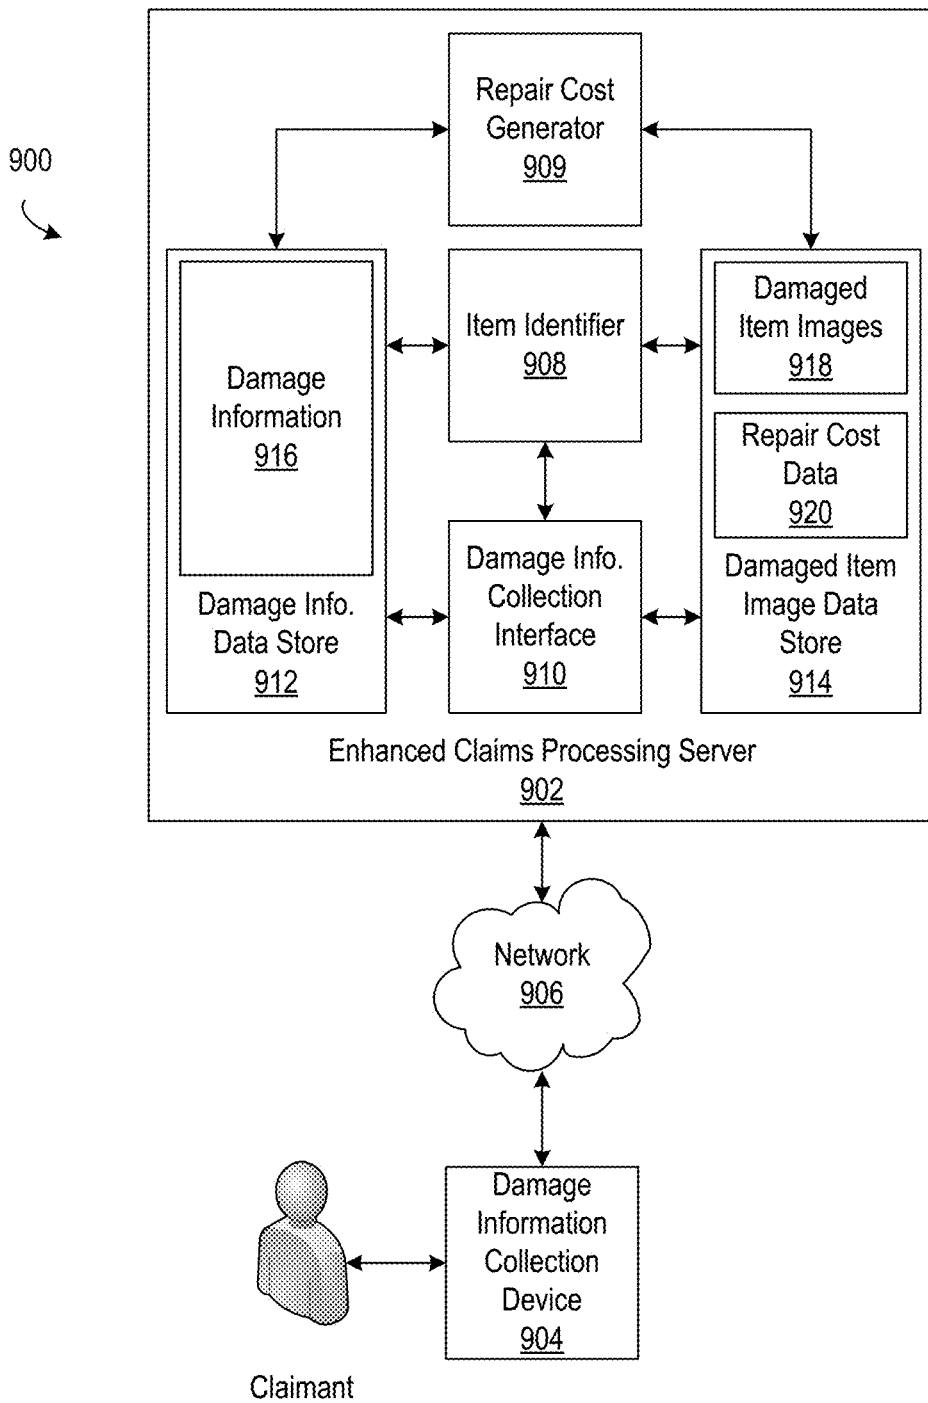 900
Repair Cost
Generator
909
Damage
Information
916
Damage Info.
Data Store
912
Item Identifier
908
Damage Info.
Collection
Interface
910
Damaged
Item Images
918
Repair Cost
Data
920
Damaged Item
Image Data
Store
914
Enhanced Claims Processing Server
902
Network
906
Damage
Information
Collection
Device
904
Claimant